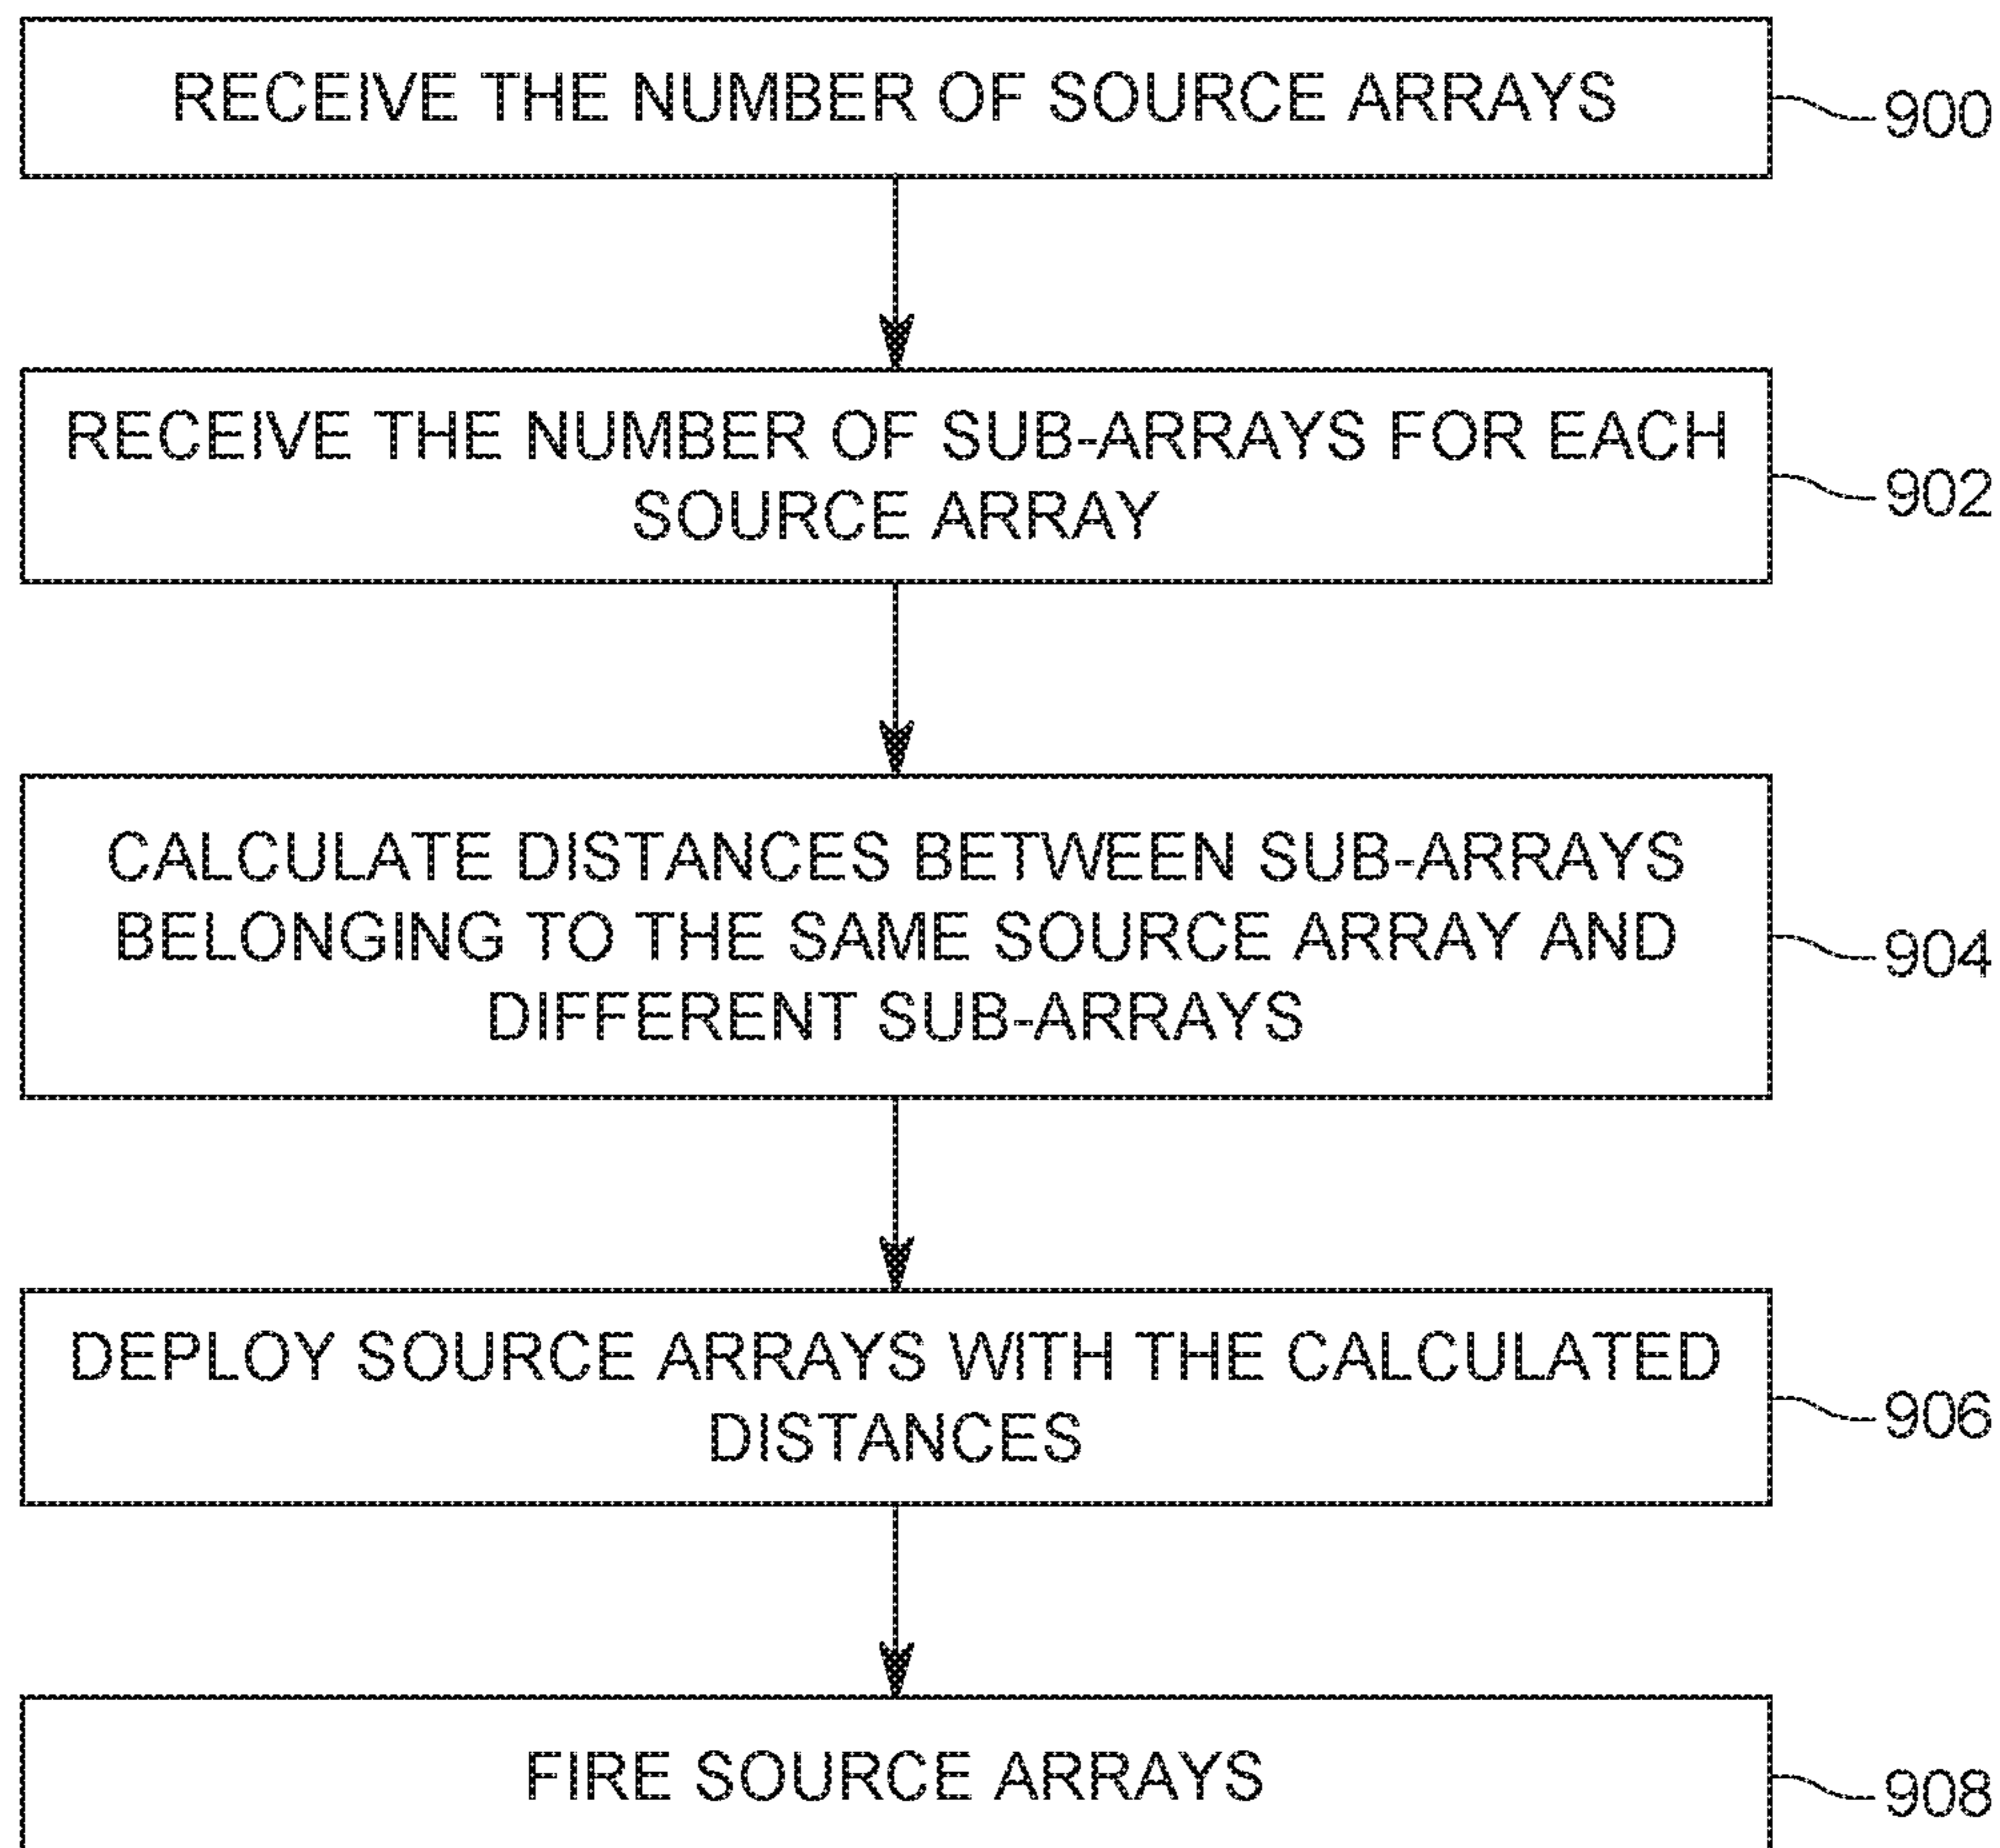 RECEIVE THE NUMBER OF SOURCE ARRAYS
900
RECEIVE THE NUMBER OF SUB-ARRAYS FOR EACH
SOURCE ARRAY
902
CALCULATE DISTANCES BETWEEN SUB-ARRAYS
BELONGING TO THE SAME SOURCE ARRAY AND
DIFFERENT SUB-ARRAYS
904
DEPLOY SOURCE ARRAYS WITH THE CALCULATED
DISTANCES
906
FIRE SOURCE ARRAYS
908